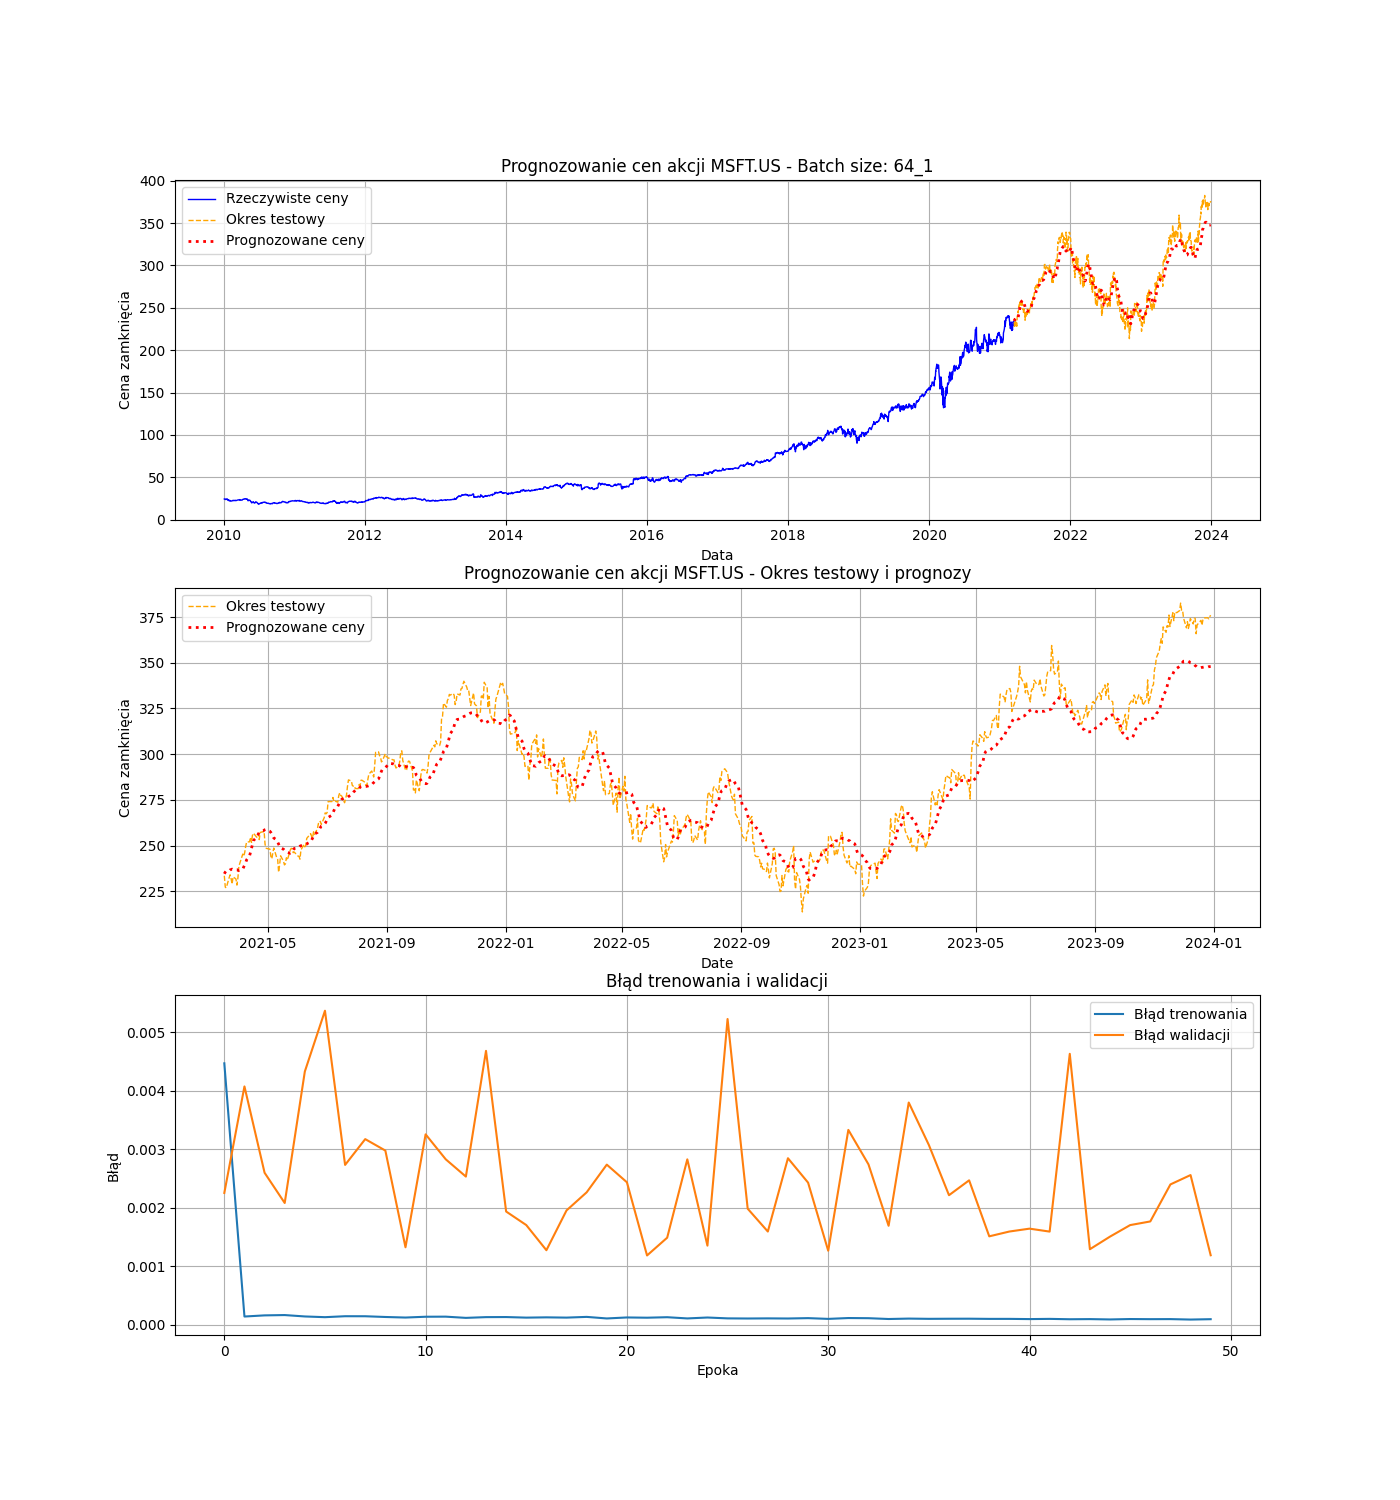 Prognozowanie cen akcji MSFT.US - Batch size: 64_1
Cena zamknięcia
400
350
300
250
200
150
100
50
0
Rzeczywiste ceny
Okres testowy
Prognozowane ceny
2010 2012 2014 2016 2018 2020 2022 2024
Data
Prognozowanie cen akcji MSFT.US - Okres testowy i prognozy
Cena zamknięcia
375
350
325
300
275
250
225
Okres testowy
Prognozowane ceny
2021-05 2021-09 2022-01 2022-05 2022-09 2023-01 2023-05 2023-09 2024-01
Date
Błąd trenowania i walidacji
Błąd
0.005
0.004
0.003
0.002
0.001
0.000
Błąd trenowania
Błąd walidacji
0 10 20 30 40 50
Epoka